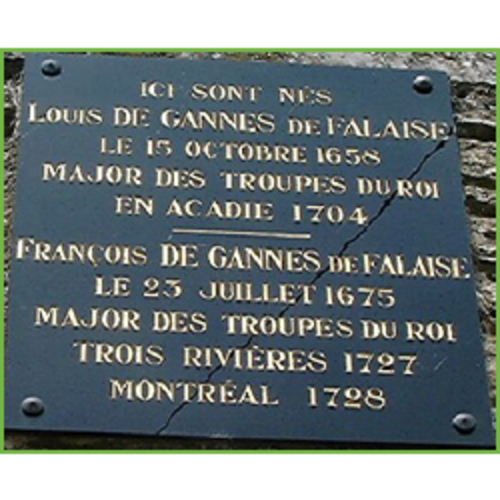 ICI SONT NÉS
LOUIS DE GANNES DE FALAISE
LE 15 OCTOBRE 1658
MAJOR DES TROUPES DU ROI
EN ACADIE 1704
FRANÇOIS DE GANNES DE FALAISE
LE 23 JUILLET 1675
MAJOR DES TROUPES DU ROI
TROIS RIVIÈRES 1727
MONTRÉAL 1728